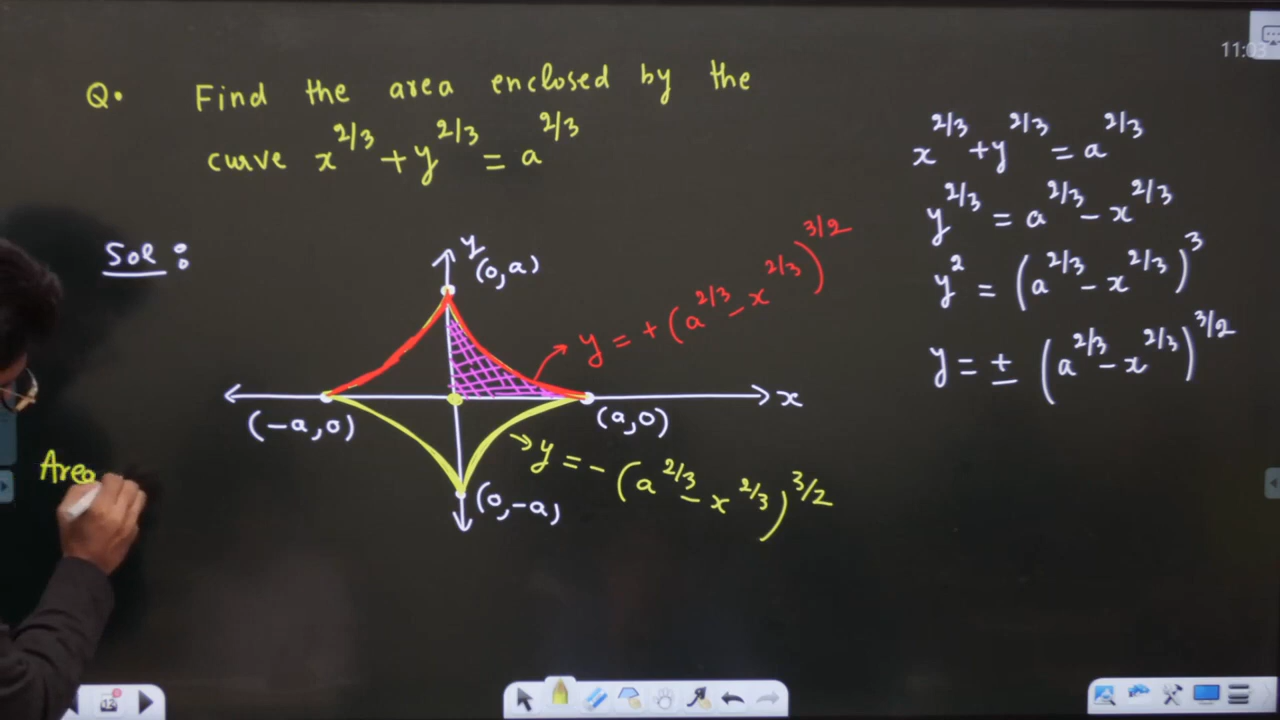 11:03
Q. Find the area enclosed by the
curve x^2/3 + y^2/3 = a^2/3
Sol :
y
(0,a)
y = + (a^2/3 - x^2/3)^3/2
x
(-a,0)
(a,0)
y = - (a^2/3 - x^2/3)^3/2
(0,-a)
Area
x^2/3 + y^2/3 = a^2/3
y^2/3 = a^2/3 - x^2/3
y^2 = (a^2/3 - x^2/3)^3
y = ± (a^2/3 - x^2/3)^3/2